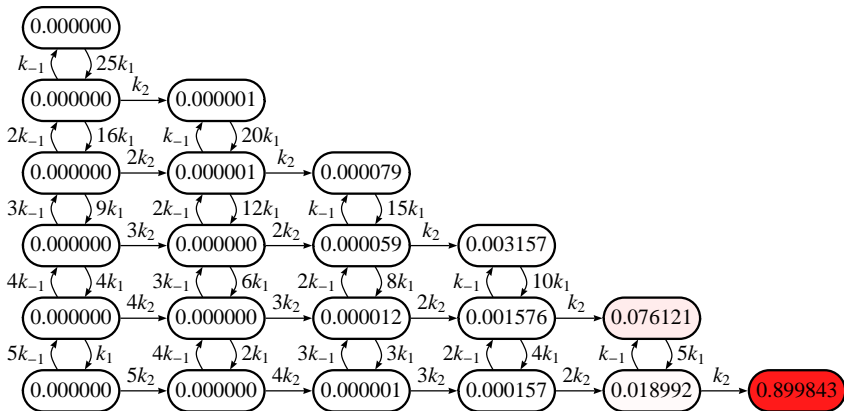 0.000000
k₋₁ 25k₁
k₂
0.000000 0.000001
2k₋₁ 16k₁ k₋₁ 20k₁
2k₂ k₂
0.000000 0.000001 0.000079
3k₋₁ 9k₁ 2k₋₁ 12k₁ k₋₁ 15k₁
3k₂ 2k₂ k₂
0.000000 0.000000 0.000059 0.003157
4k₋₁ 4k₁ 3k₋₁ 6k₁ 2k₋₁ 8k₁ k₋₁ 10k₁
4k₂ 3k₂ 2k₂ k₂
0.000000 0.000000 0.000012 0.001576 0.076121
5k₋₁ k₁ 4k₋₁ 2k₁ 3k₋₁ 3k₁ 2k₋₁ 4k₁ k₋₁ 5k₁
5k₂ 4k₂ 3k₂ 2k₂ k₂
0.000000 0.000000 0.000001 0.000157 0.018992 0.899843